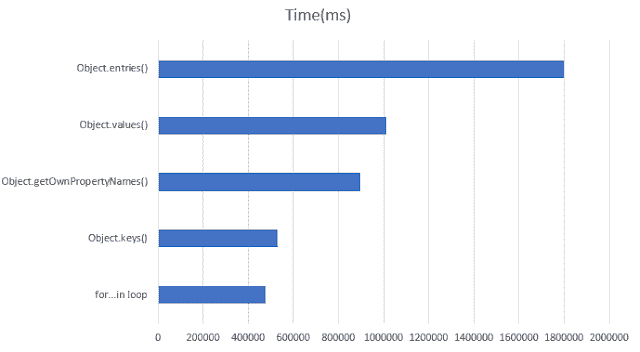 Time(ms)
Object.entries()
Object.values()
Object.getOwnPropertyNames()
Object.keys()
for...in loop
0 200000 400000 600000 800000 1000000 1200000 1400000 1600000 1800000 2000000